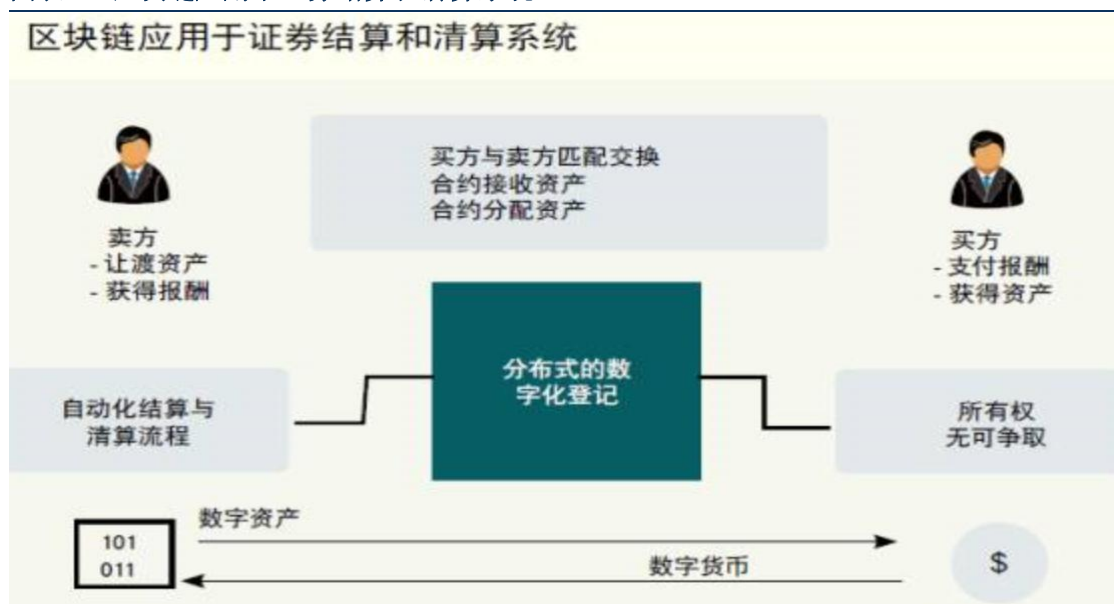 区块链应用于证券结算和清算系统
买方与卖方匹配交换
合约接收资产
合约分配资产
卖方
- 让渡资产
- 获得报酬
买方
- 支付报酬
- 获得资产
分布式的数
字化登记
自动化结算与
清算流程
所有权
无可争取
数字资产
101
011
数字货币
$